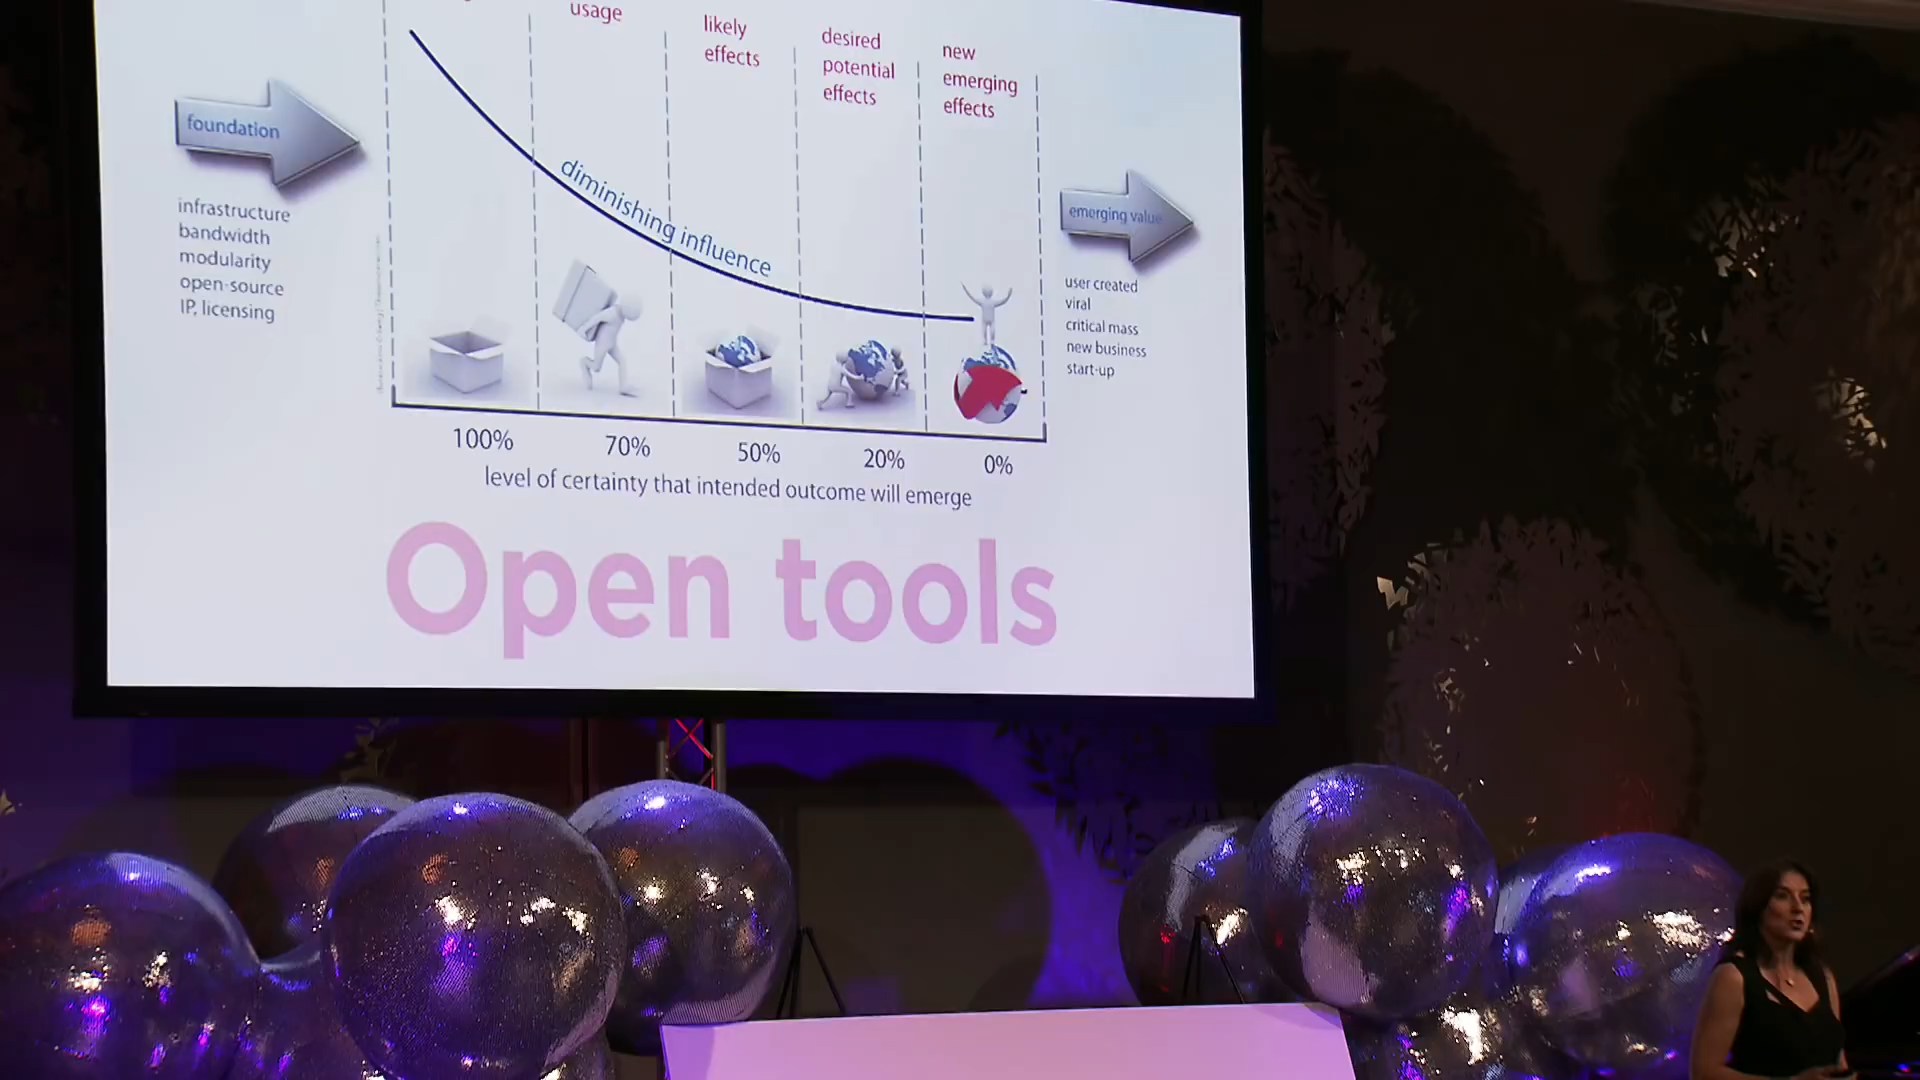 usage
likely
effects
desired
potential
effects
new
emerging
effects
foundation
infrastructure
bandwidth
modularity
open-source
IP, licensing
diminishing influence
emerging value
user created
viral
critical mass
new business
start-up
100% 70% 50% 20% 0%
level of certainty that intended outcome will emerge
Open tools